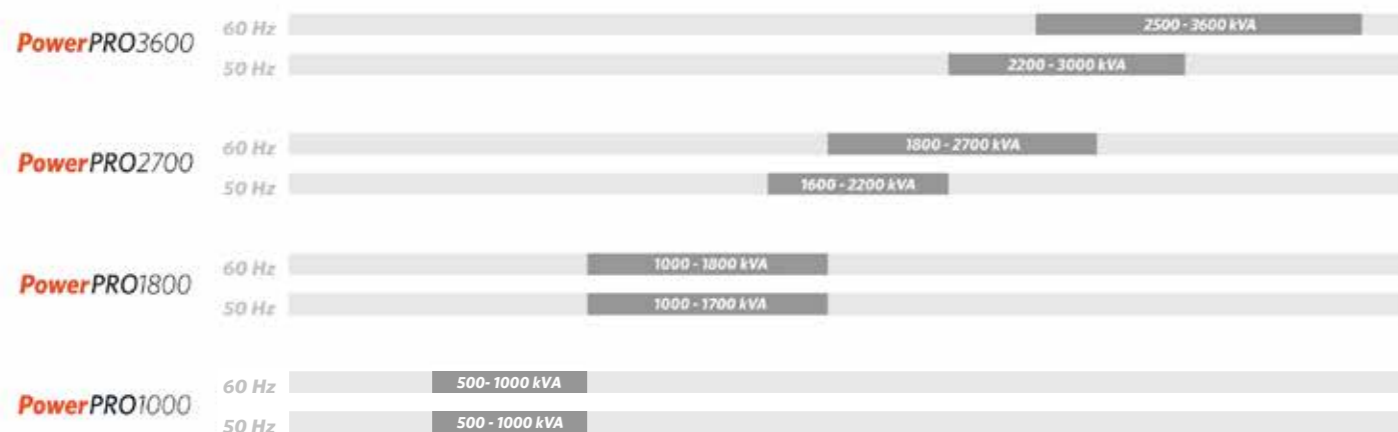 60 Hz 2500 - 3600 kVA
PowerPRO3600
50 Hz 2200 - 3000 kVA
60 Hz 1800 - 2700 kVA
PowerPRO2700
50 Hz 1600 - 2200 kVA
60 Hz 1000 - 1800 kVA
PowerPRO1800
50 Hz 1000 - 1700 kVA
60 Hz 500- 1000 kVA
PowerPRO1000
50 Hz 500 - 1000 kVA